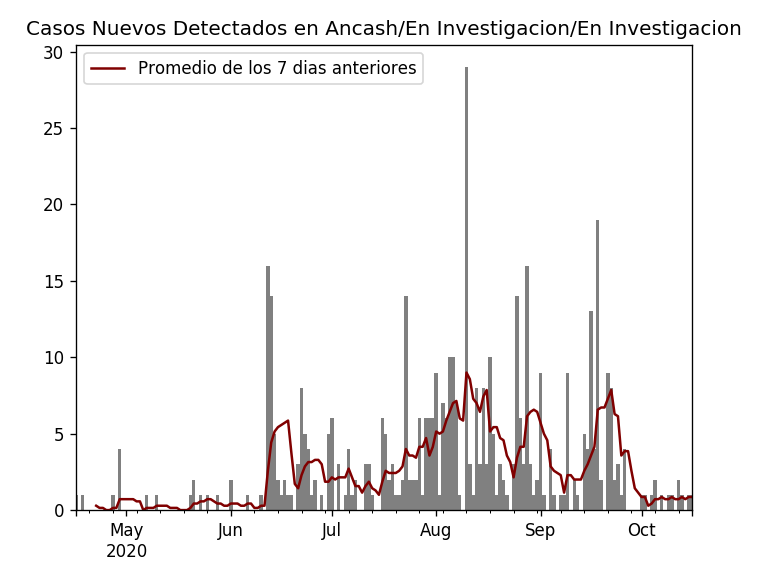 Casos Nuevos Detectados en Ancash/En Investigacion/En Investigacion
Promedio de los 7 dias anteriores
30
25
20
15
10
5
0
May Jun Jul Aug Sep Oct
2020